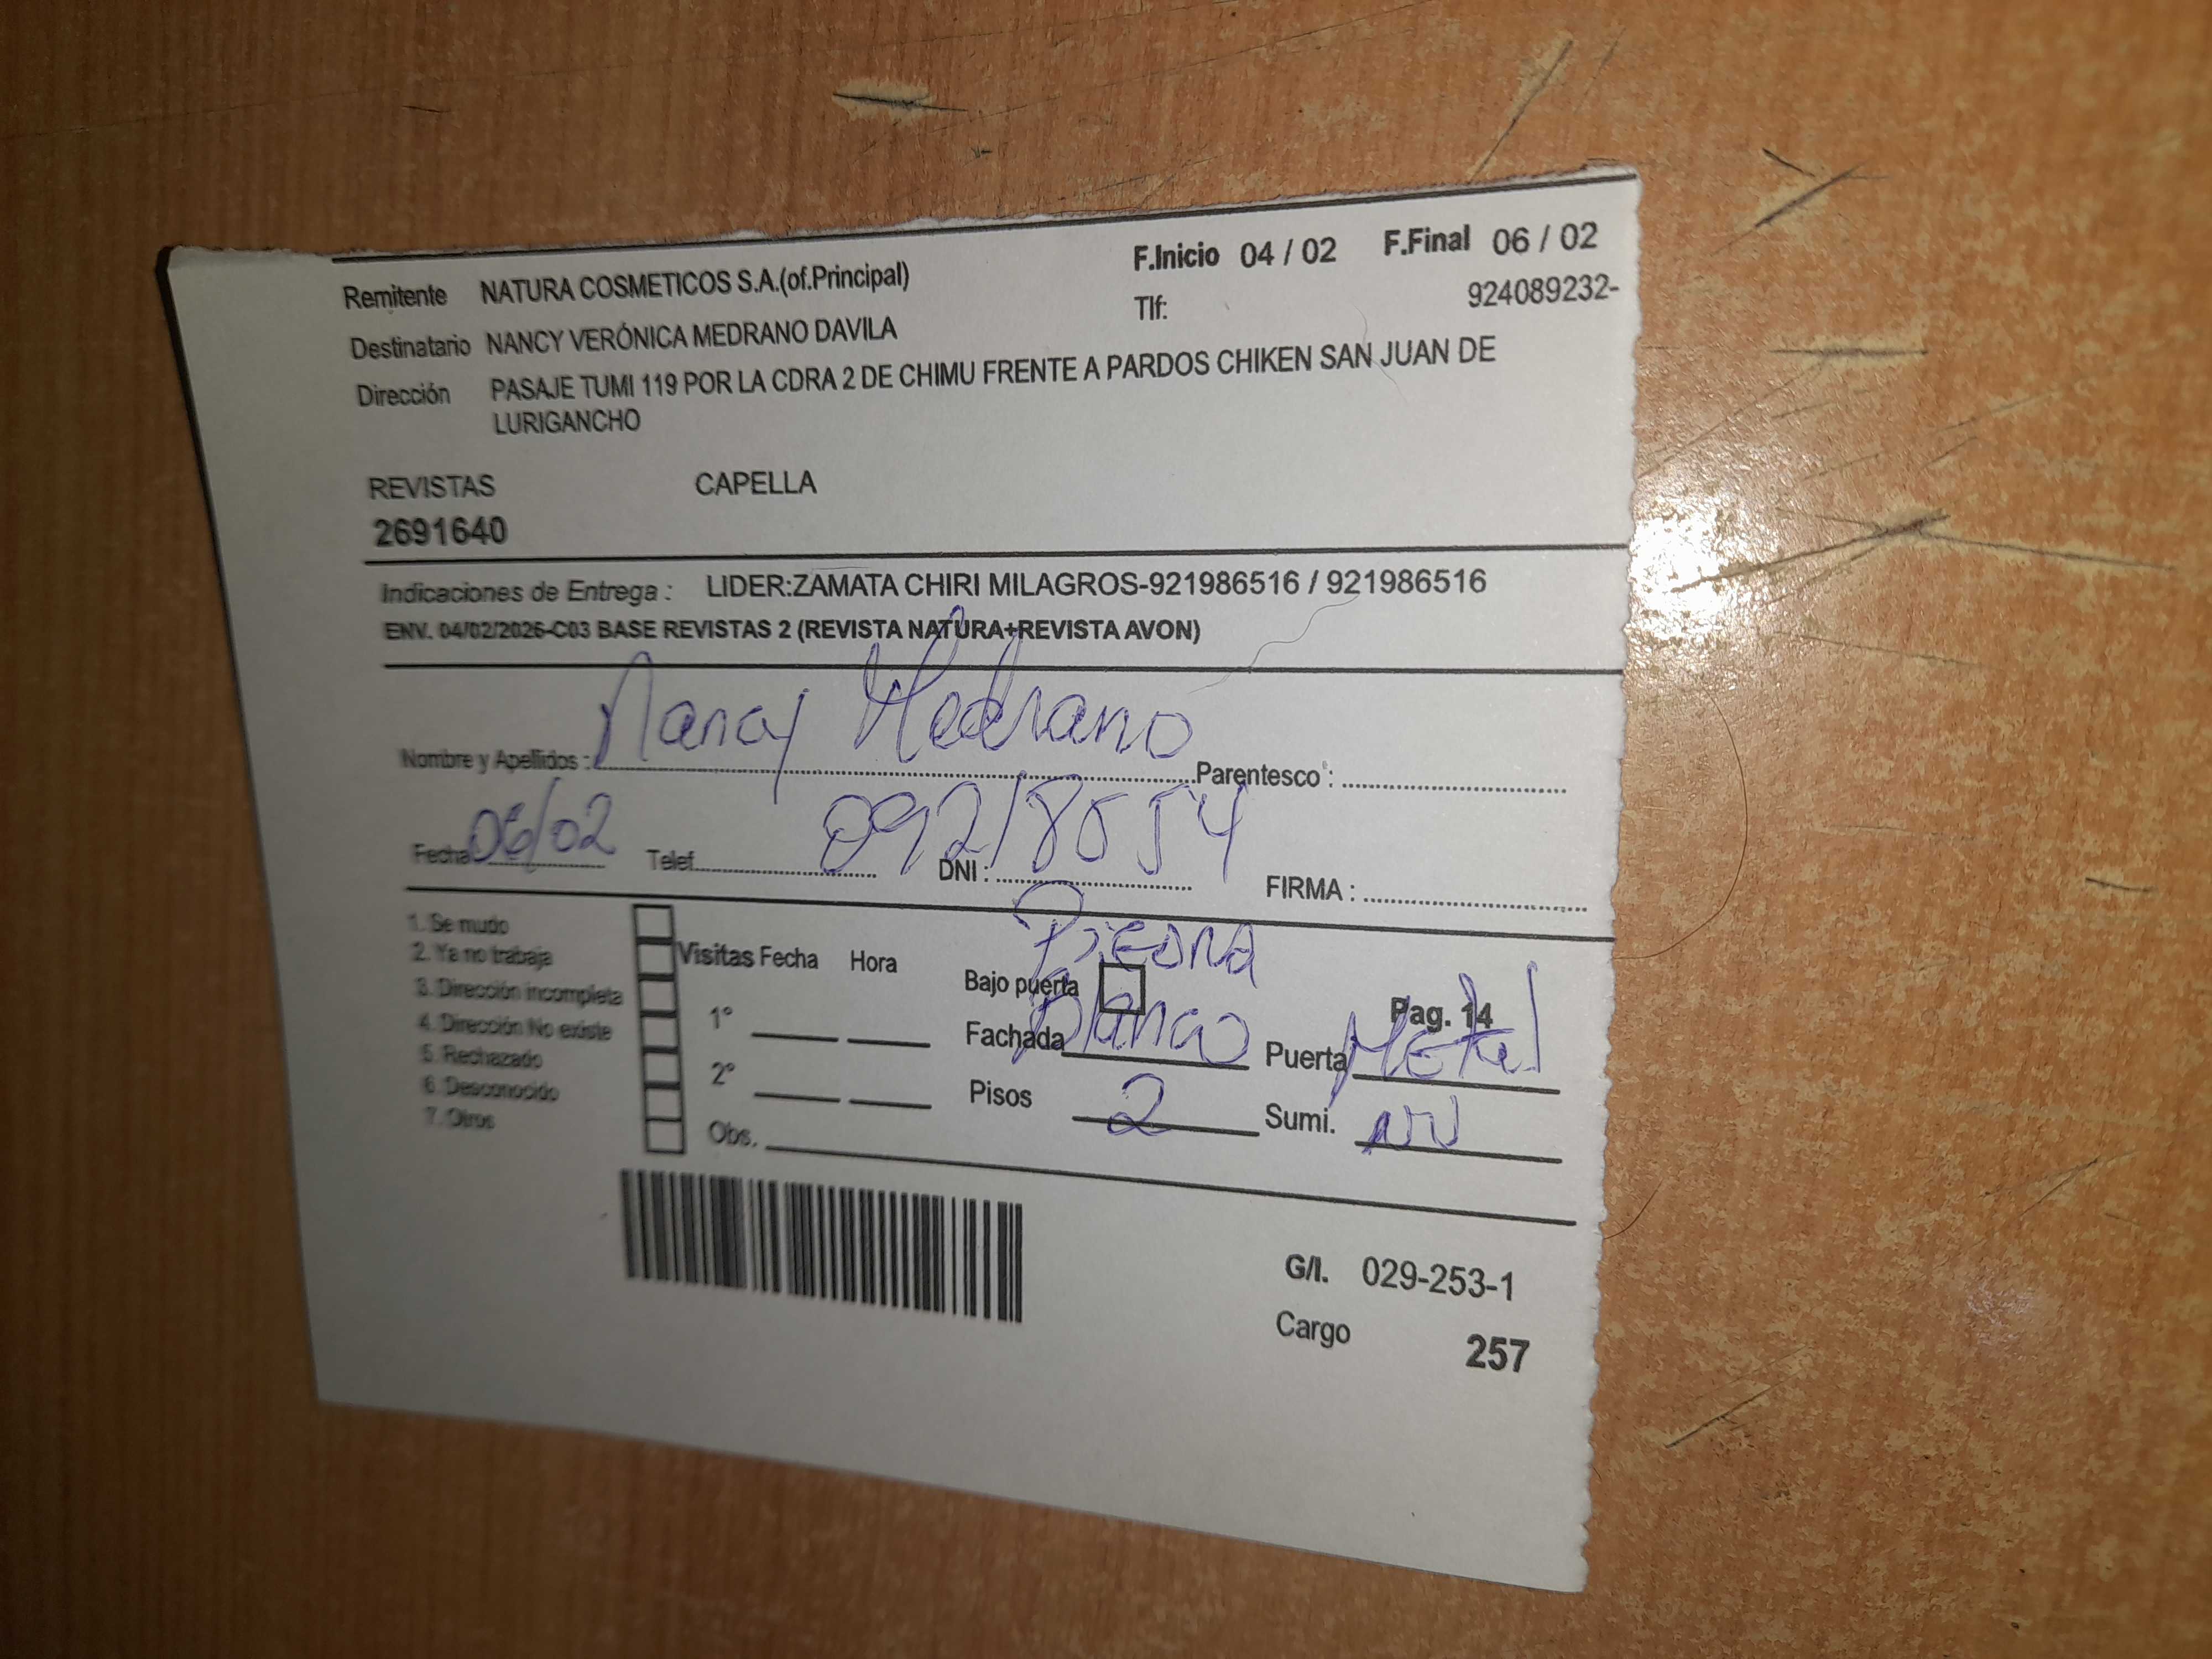 Remitente NATURA COSMETICOS S.A.(of.Principal) F.Inicio 04 / 02 F.Final 06 / 02
Tlf: 924089232-
Destinatario NANCY VERÓNICA MEDRANO DAVILA
Dirección PASAJE TUMI 119 POR LA CDRA 2 DE CHIMU FRENTE A PARDOS CHIKEN SAN JUAN DE
LURIGANCHO
REVISTAS CAPELLA
2691640
Indicaciones de Entrega : LIDER:ZAMATA CHIRI MILAGROS-921986516 / 921986516
ENV. 04/02/2026-C03 BASE REVISTAS 2 (REVISTA NATURA+REVISTA AVON)
Nombre y Apellidos : Nancy Medrano Parentesco :
Fecha 06/02 Telef. DNI : 09218554 FIRMA :
1. Se mudo
2. Ya no trabaja
3. Dirección incompleta
4. Dirección No existe
5. Rechazado
6. Desconocido
7. Otros
Visitas Fecha Hora
1°
2°
Obs.
Piedra
Bajo puerta Pag. 14
Fachada blanco Puerta Metal
Pisos 2 Sumi.
G/I. 029-253-1
Cargo 257